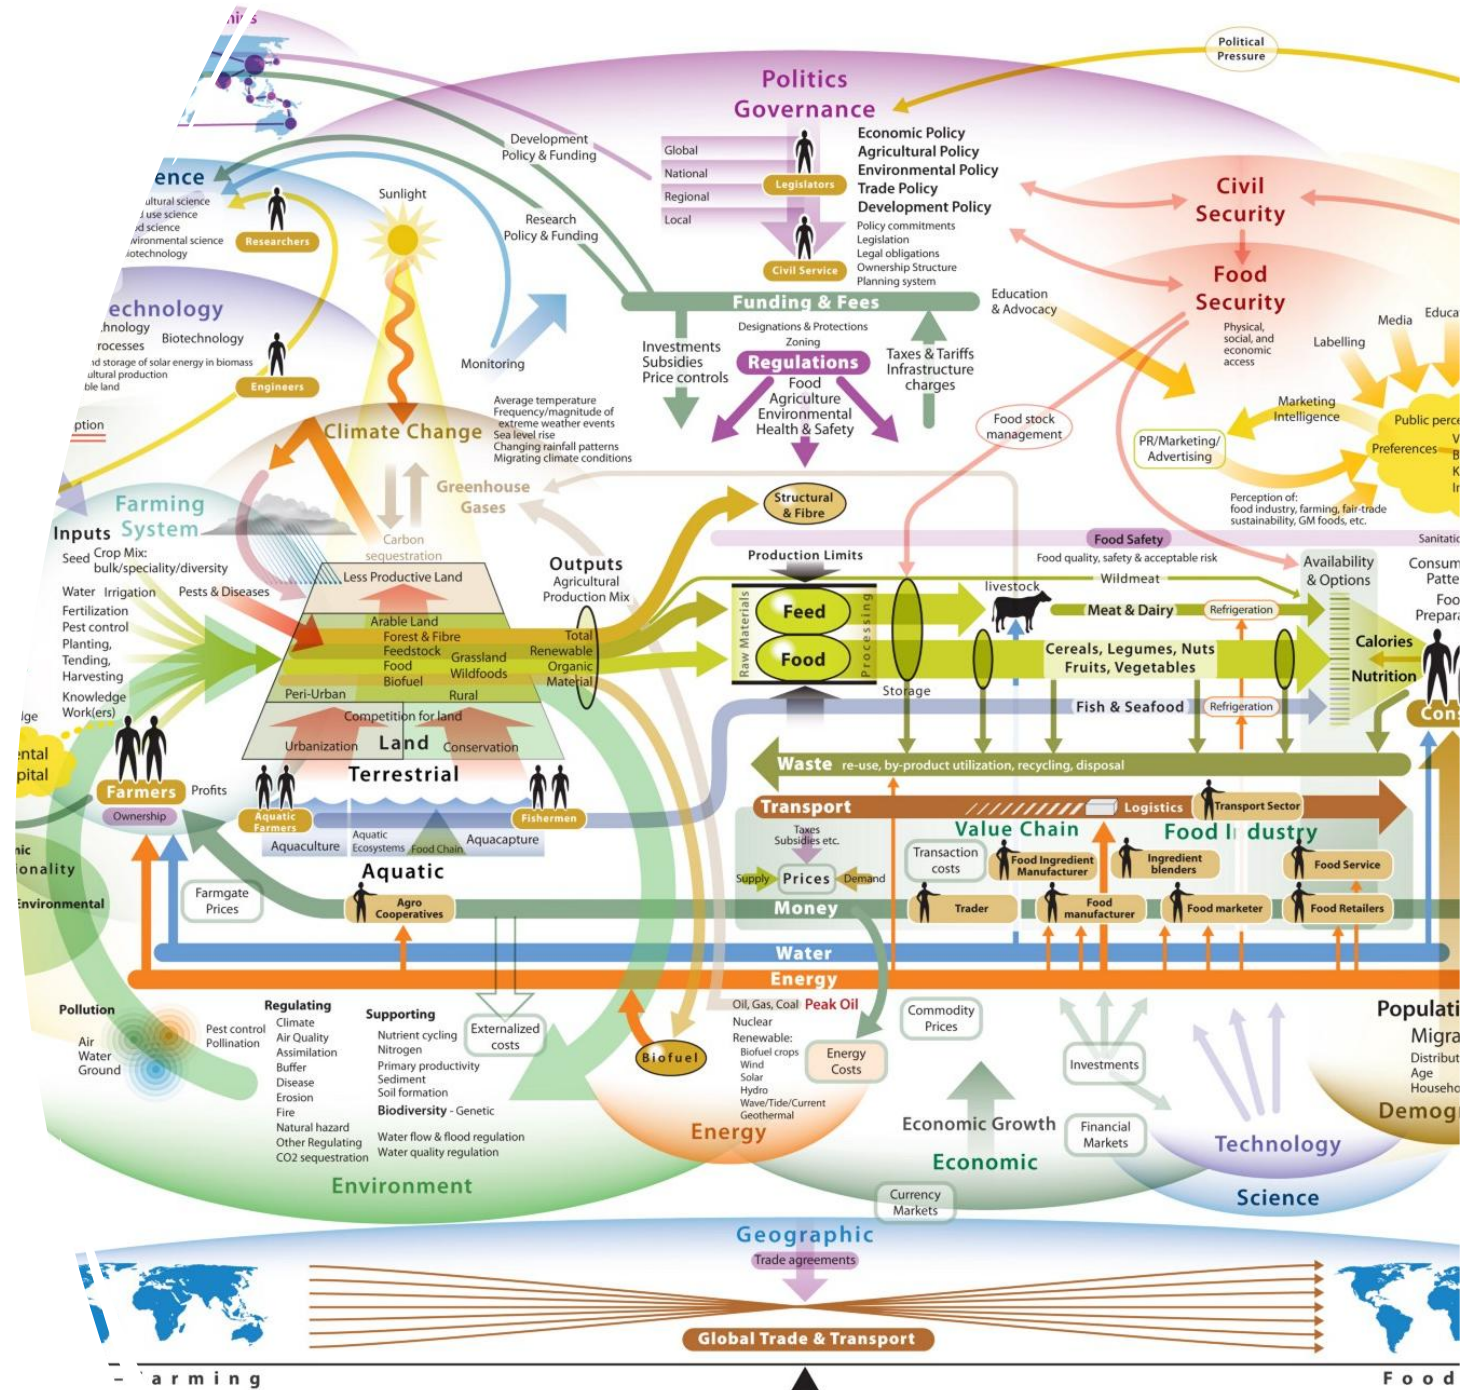 Political
Pressure
Politics
Governance
Economic Policy
Agricultural Policy
Environmental Policy
Trade Policy
Development Policy
Policy commitments
Legislation
Legal obligations
Ownership Structure
Planning system
Global
National
Regional
Local
Legislators
Civil Service
Development
Policy & Funding
Research
Policy & Funding
Funding & Fees
Designations & Protections
Zoning
Regulations
Food
Agriculture
Environmental
Health & Safety
Investments
Subsidies
Price controls
Taxes & Tariffs
Infrastructure
charges
Education
& Advocacy
Civil
Security
Food
Security
Physical,
social, and
economic
access
Labelling
Media
Marketing
Intelligence
PR/Marketing/
Advertising
Preferences
Perception of:
food industry, farming, fair-trade
sustainability, GM foods, etc.
Food stock
management
Researchers
Sunlight
Biotechnology
Engineers
Monitoring
Climate Change
Average temperature
Frequency/magnitude of
extreme weather events
Sea level rise
Changing rainfall patterns
Migrating climate conditions
Greenhouse
Gases
Carbon
sequestration
Farming
System
Inputs
Seed
Crop Mix:
bulk/speciality/diversity
Water Irrigation
Pests & Diseases
Fertilization
Pest control
Planting,
Tending,
Harvesting
Knowledge
Work(ers)
Farmers
Ownership
Profits
Less Productive Land
Arable Land
Forest & Fibre
Feedstock
Food
Biofuel
Grassland
Wildfoods
Peri-Urban
Rural
Competition for land
Urbanization
Land
Conservation
Terrestrial
Outputs
Agricultural
Production Mix
Total
Renewable
Organic
Material
Aquatic
Farmers
Fishermen
Aquaculture
Aquatic
Ecosystems
Food Chain
Aquacapture
Aquatic
Farmgate
Prices
Agro
Cooperatives
Structural
& Fibre
Food Safety
Food quality, safety & acceptable risk
Production Limits
Raw Materials
Feed
Food
Processing
Storage
livestock
Wildmeat
Meat & Dairy
Refrigeration
Cereals, Legumes, Nuts
Fruits, Vegetables
Fish & Seafood
Refrigeration
Availability
& Options
Calories
Nutrition
Waste re-use, by-product utilization, recycling, disposal
Transport
Logistics
Transport Sector
Value Chain
Taxes
Subsidies etc.
Supply
Prices
Demand
Transaction
costs
Food Ingredient
Manufacturer
Ingredient
blenders
Food Service
Money
Trader
Food
manufacturer
Food marketer
Food Retailers
Water
Energy
Pollution
Air
Water
Ground
Pest control
Pollination
Regulating
Climate
Air Quality
Assimilation
Buffer
Disease
Erosion
Fire
Natural hazard
Other Regulating
CO2 sequestration
Supporting
Nutrient cycling
Nitrogen
Primary productivity
Sediment
Soil formation
Biodiversity - Genetic
Water flow & flood regulation
Water quality regulation
Externalized
costs
Environment
Biofuel
Oil, Gas, Coal Peak Oil
Nuclear
Renewable:
Biofuel crops
Wind
Solar
Hydro
Wave/Tide/Current
Geothermal
Energy
Costs
Energy
Commodity
Prices
Investments
Economic Growth
Financial
Markets
Economic
Currency
Markets
Technology
Science
Age
Geographic
Trade agreements
Global Trade & Transport
Food